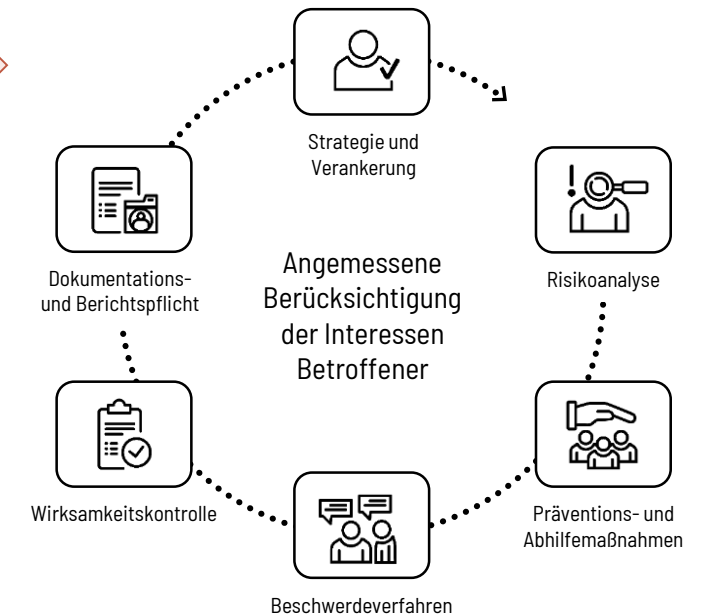 Strategie und
Verankerung
Risikoanalyse
Präventions- und
Abhilfemaßnahmen
Beschwerdeverfahren
Wirksamkeitskontrolle
Dokumentations-
und Berichtspflicht
Angemessene
Berücksichtigung
der Interessen
Betroffener